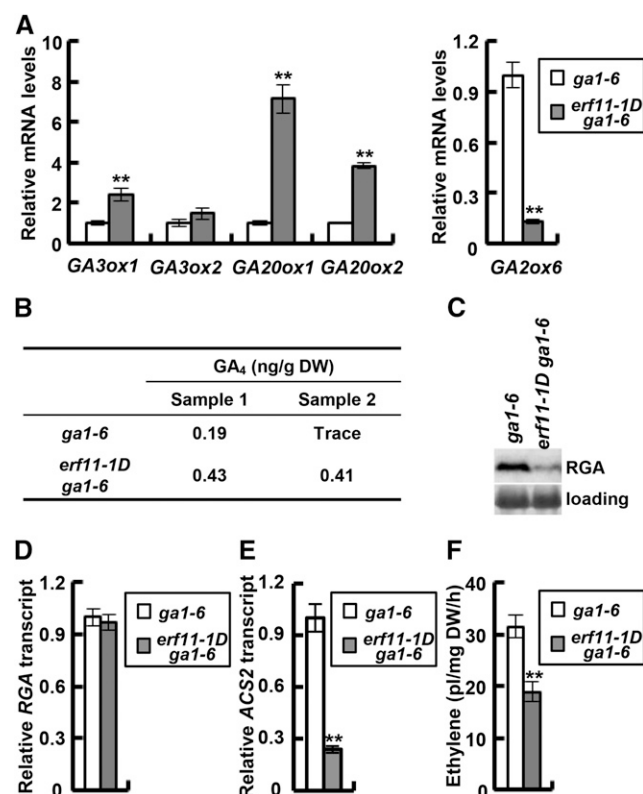 A
Relative mRNA levels
10
8
6
4
2
0
**
**
**
GA3ox1 GA3ox2 GA20ox1 GA20ox2
Relative mRNA levels
1.2
0.9
0.6
0.3
0
**
GA2ox6
ga1-6
erf11-1D
ga1-6
B
GA4 (ng/g DW)
Sample 1 Sample 2
ga1-6 0.19 Trace
erf11-1D
ga1-6 0.43 0.41
C
ga1-6
erf11-1D ga1-6
RGA
loading
D
Relative RGA transcript
1.2
0.9
0.6
0.3
0
ga1-6
erf11-1D
ga1-6
E
Relative ACS2 transcript
1.2
0.9
0.6
0.3
0
**
ga1-6
erf11-1D
ga1-6
F
Ethylene (pl/mg DW/h)
40
30
20
10
0
**
ga1-6
erf11-1D
ga1-6